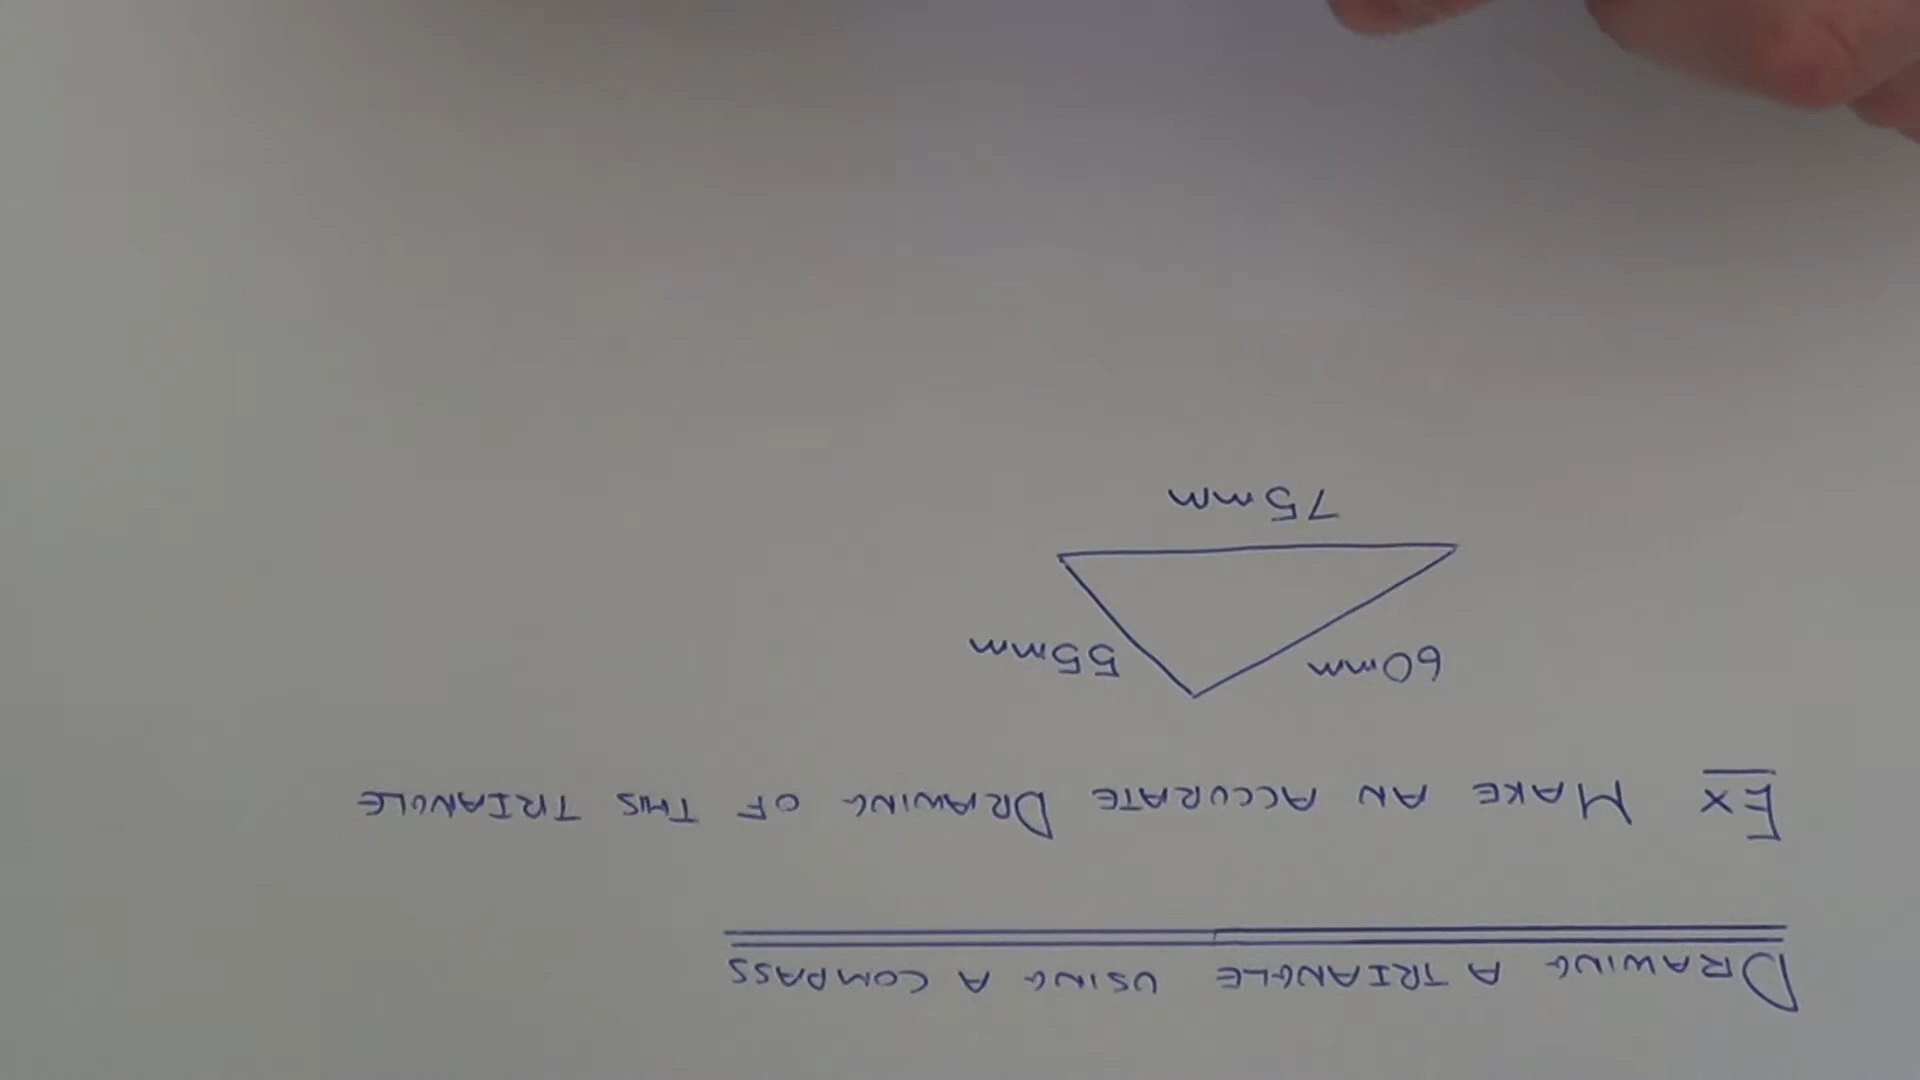 DRAWING A TRIANGLE USING A COMPASS
EX MAKE AN ACCURATE DRAWING OF THIS TRIANGLE
60mm 55mm
75mm